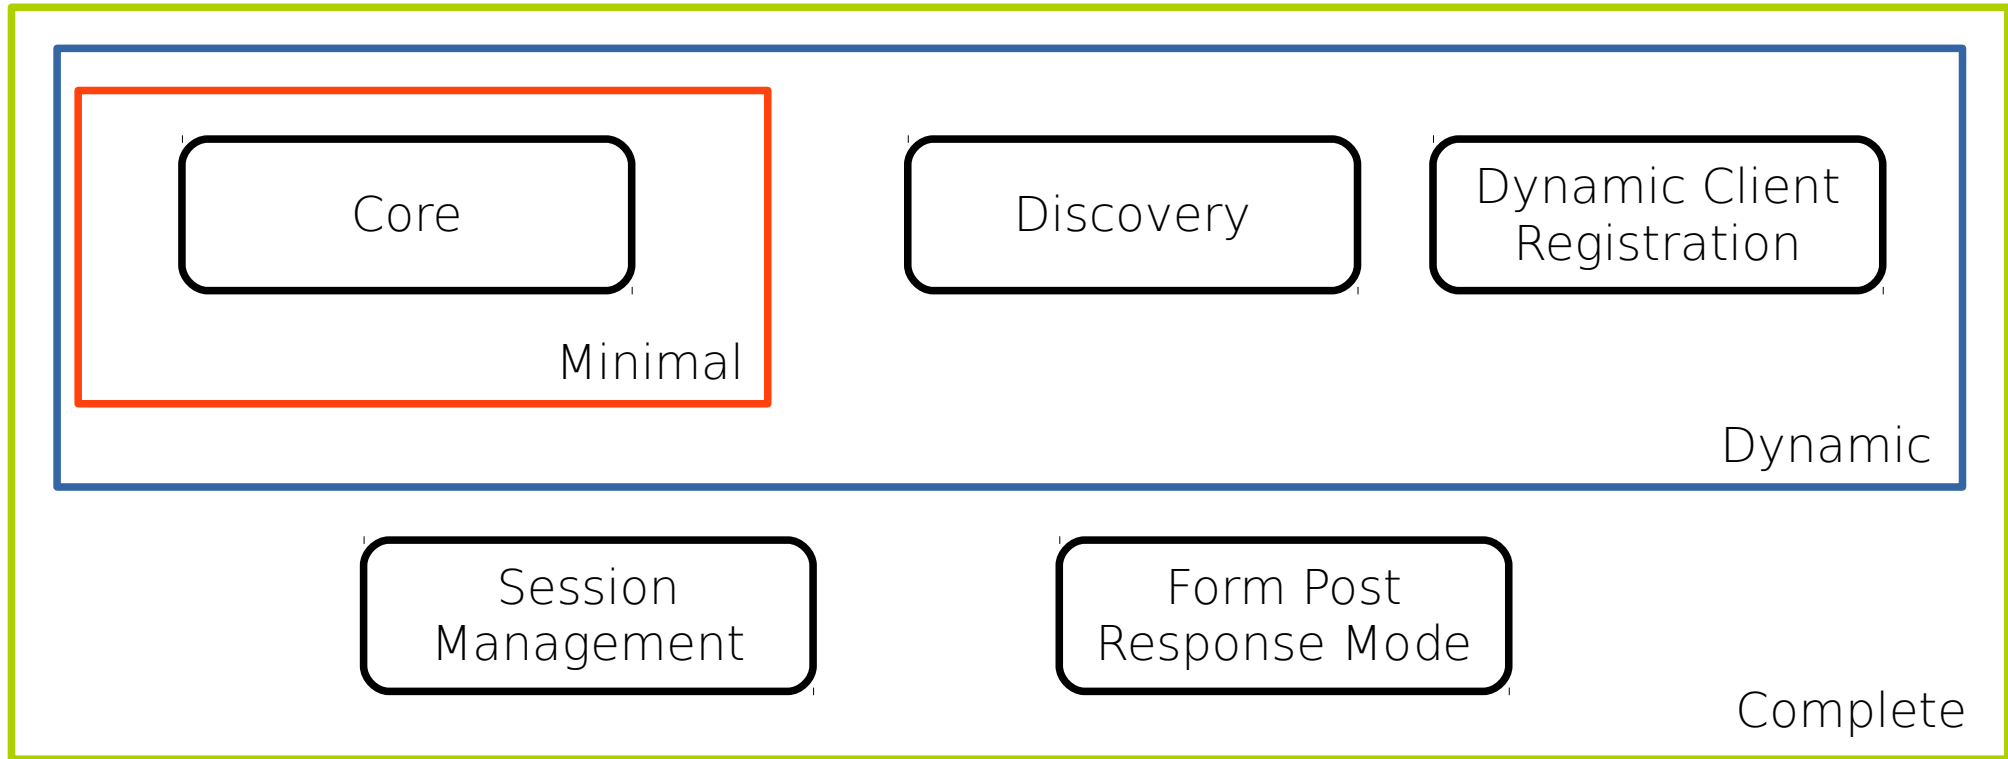 Core
Discovery
Dynamic Client
Registration
Minimal
Dynamic
Session
Management
Form Post
Response Mode
Complete